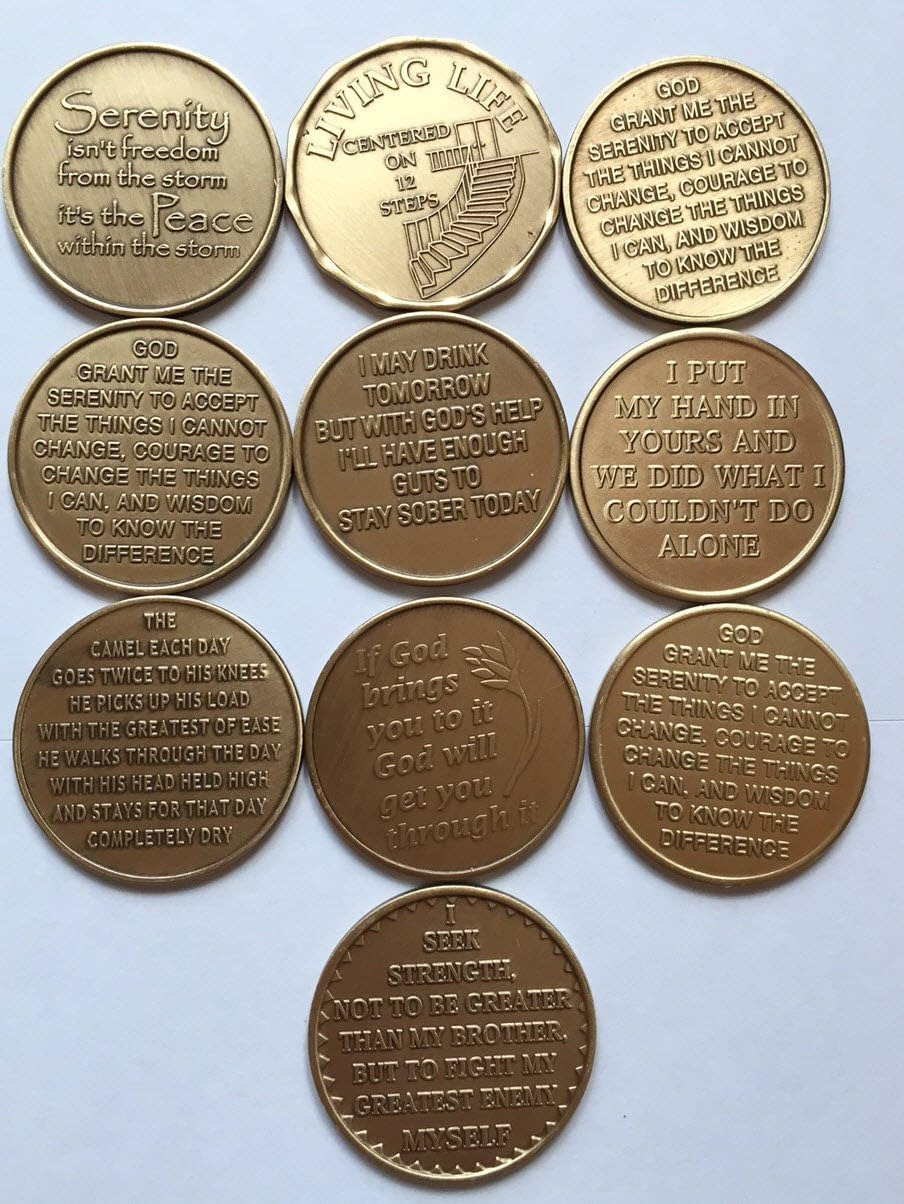 Serenity
isn't freedom
from the storm
it's the Peace
within the storm
LIVING LIFE
CENTERED
ON
12
STEPS
GOD
GRANT ME THE
SERENITY TO ACCEPT
THE THINGS I CANNOT
CHANGE, COURAGE TO
CHANGE THE THINGS
I CAN, AND WISDOM
TO KNOW THE
DIFFERENCE
GOD
GRANT ME THE
SERENITY TO ACCEPT
THE THINGS I CANNOT
CHANGE, COURAGE TO
CHANGE THE THINGS
I CAN, AND WISDOM
TO KNOW THE
DIFFERENCE
I MAY DRINK
TOMORROW
BUT WITH GOD'S HELP
I'LL HAVE ENOUGH
GUTS TO
STAY SOBER TODAY
I PUT
MY HAND IN
YOURS AND
WE DID WHAT I
COULDN'T DO
ALONE
THE
CAMEL EACH DAY
GOES TWICE TO HIS KNEES
HE PICKS UP HIS LOAD
WITH THE GREATEST OF EASE
HE WALKS THROUGH THE DAY
WITH HIS HEAD HELD HIGH
AND STAYS FOR THAT DAY
COMPLETELY DRY
If God
brings
you to it
God will
get you
through it
GOD
GRANT ME THE
SERENITY TO ACCEPT
THE THINGS I CANNOT
CHANGE, COURAGE TO
CHANGE THE THINGS
I CAN, AND WISDOM
TO KNOW THE
DIFFERENCE
I
SEEK
STRENGTH,
NOT TO BE GREATER
THAN MY BROTHER,
BUT TO FIGHT MY
GREATEST ENEMY
MYSELF